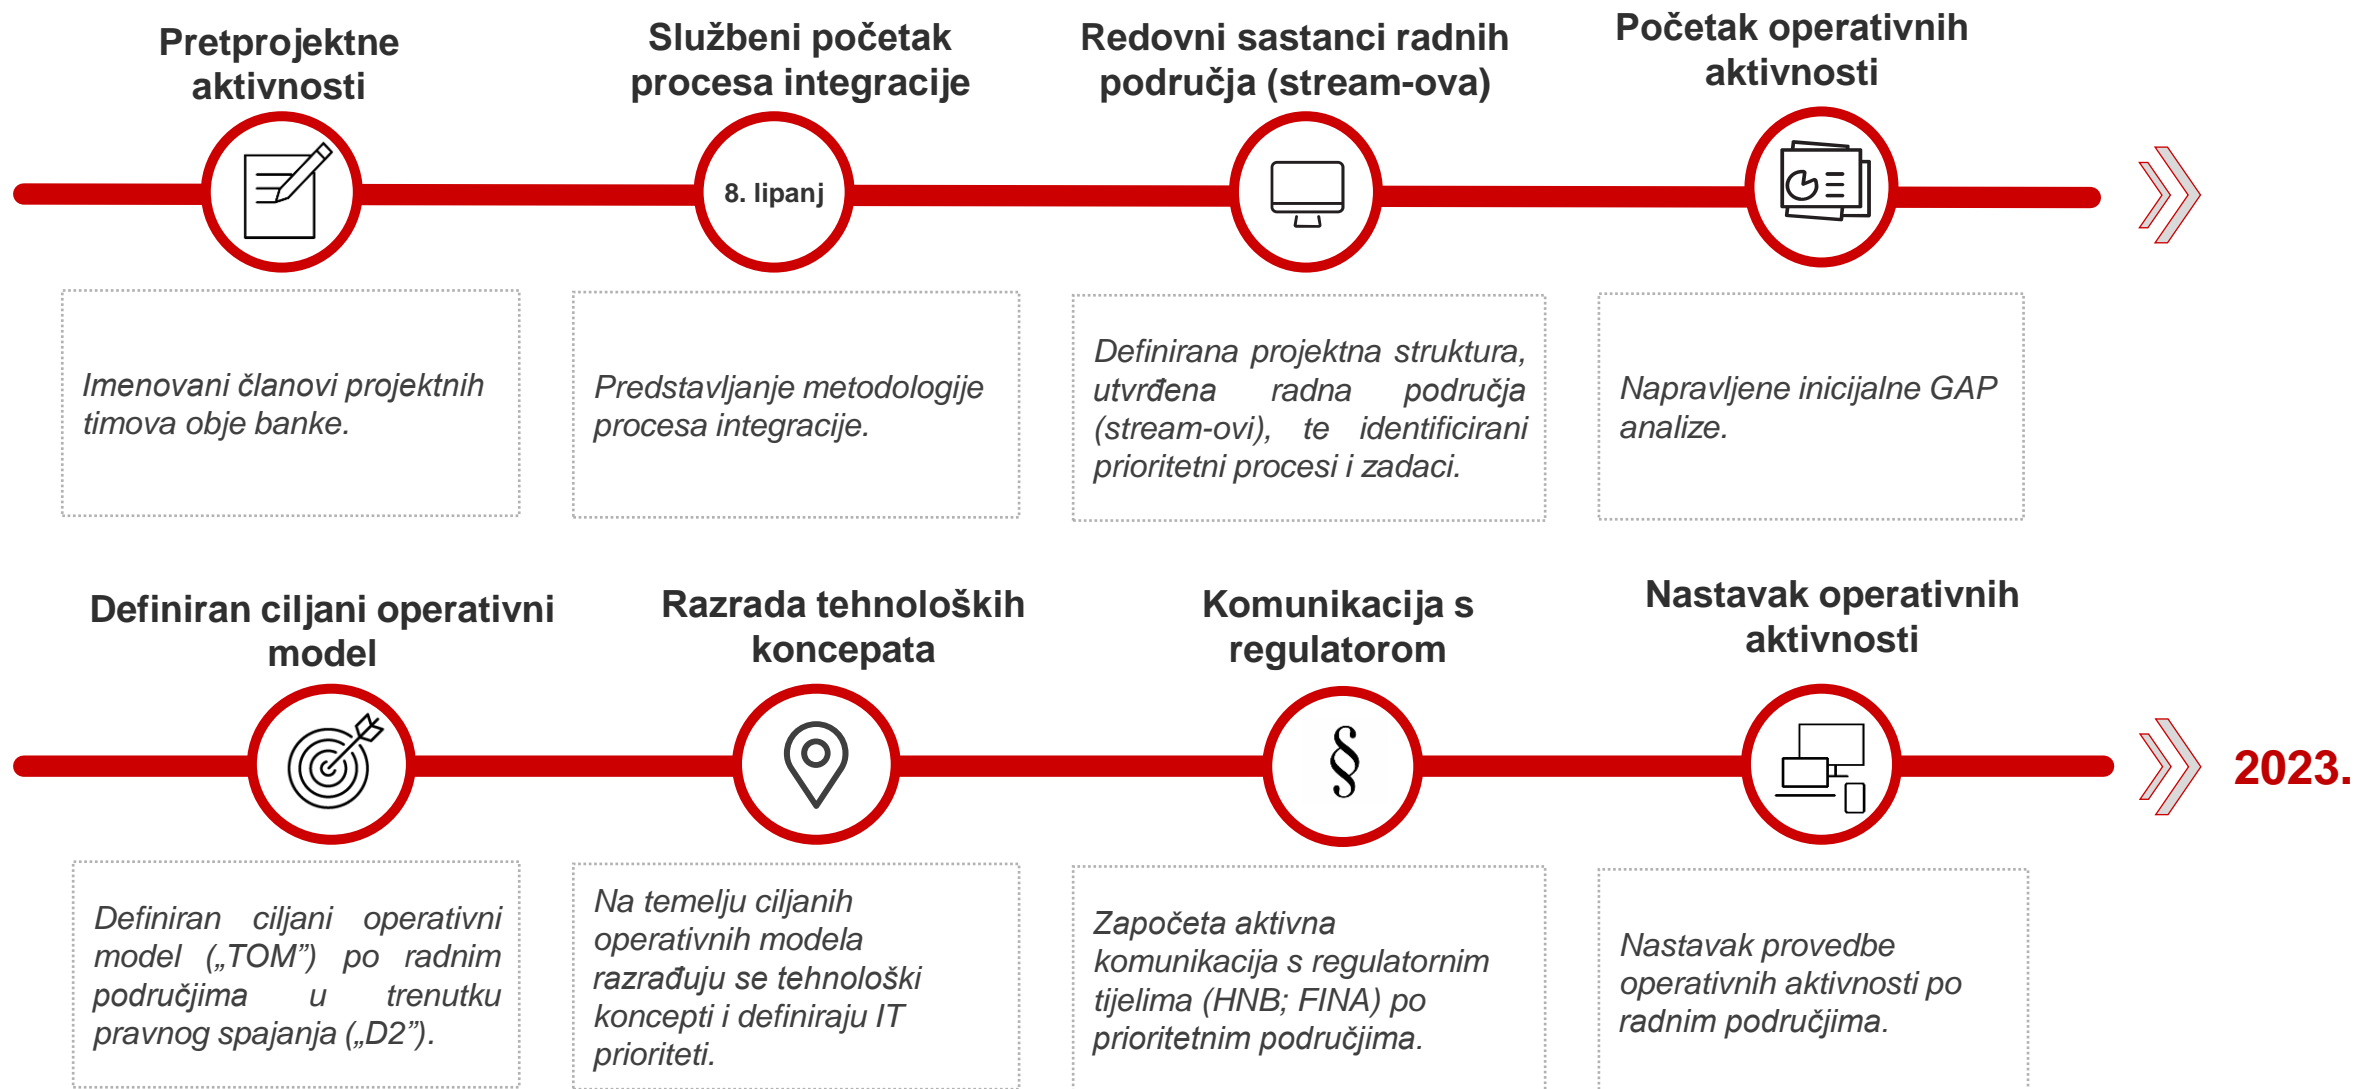 Pretprojektne
aktivnosti
Službeni početak
procesa integracije
Redovni sastanci radnih
područja (stream-ova)
Početak operativnih
aktivnosti
8. lipanj
Imenovani članovi projektnih
timova obje banke.
Predstavljanje metodologije
procesa integracije.
Definirana projektna struktura,
utvrđena radna područja
(stream-ovi), te identificirani
prioritetni procesi i zadaci.
Napravljene inicijalne GAP
analize.
Definiran ciljani operativni
model
Razrada tehnoloških
koncepata
Komunikacija s
regulatorom
Nastavak operativnih
aktivnosti
§
2023.
Definiran ciljani operativni
model („TOM”) po radnim
područjima u trenutku
pravnog spajanja („D2”).
Na temelju ciljanih
operativnih modela
razrađuju se tehnološki
koncepti i definiraju IT
prioriteti.
Započeta aktivna
komunikacija s regulatornim
tijelima (HNB; FINA) po
prioritetnim područjima.
Nastavak provedbe
operativnih aktivnosti po
radnim područjima.